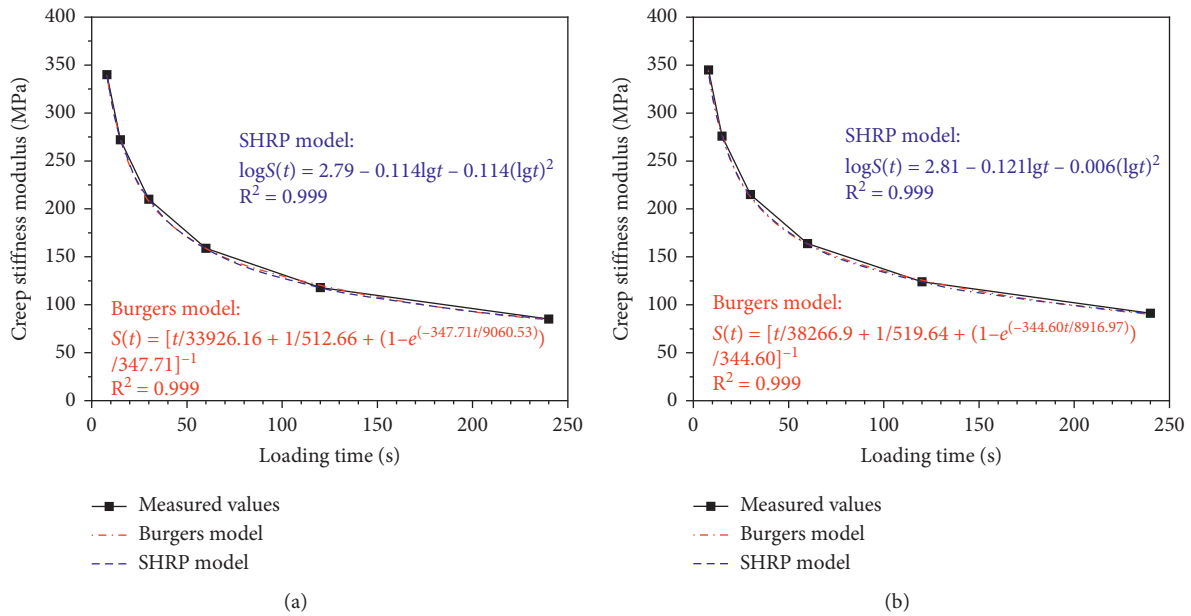 Creep stiffness modulus (MPa)
400
350
300
250
200
150
100
50
0
SHRP model:
logS(t) = 2.79 – 0.114lgt – 0.114(lgt)²
R² = 0.999
Burgers model:
S(t) = [t/33926.16 + 1/512.66 + (1–e^(–347.71t/9060.53))
/347.71]⁻¹
R² = 0.999
0 50 100 150 200 250
Loading time (s)
Measured values
Burgers model
SHRP model
(a)
Creep stiffness modulus (MPa)
400
350
300
250
200
150
100
50
0
SHRP model:
logS(t) = 2.81 – 0.121lgt – 0.006(lgt)²
R² = 0.999
Burgers model:
S(t) = [t/38266.9 + 1/519.64 + (1–e^(–344.60t/8916.97))
/344.60]⁻¹
R² = 0.999
0 50 100 150 200 250
Loading time (s)
Measured values
Burgers model
SHRP model
(b)